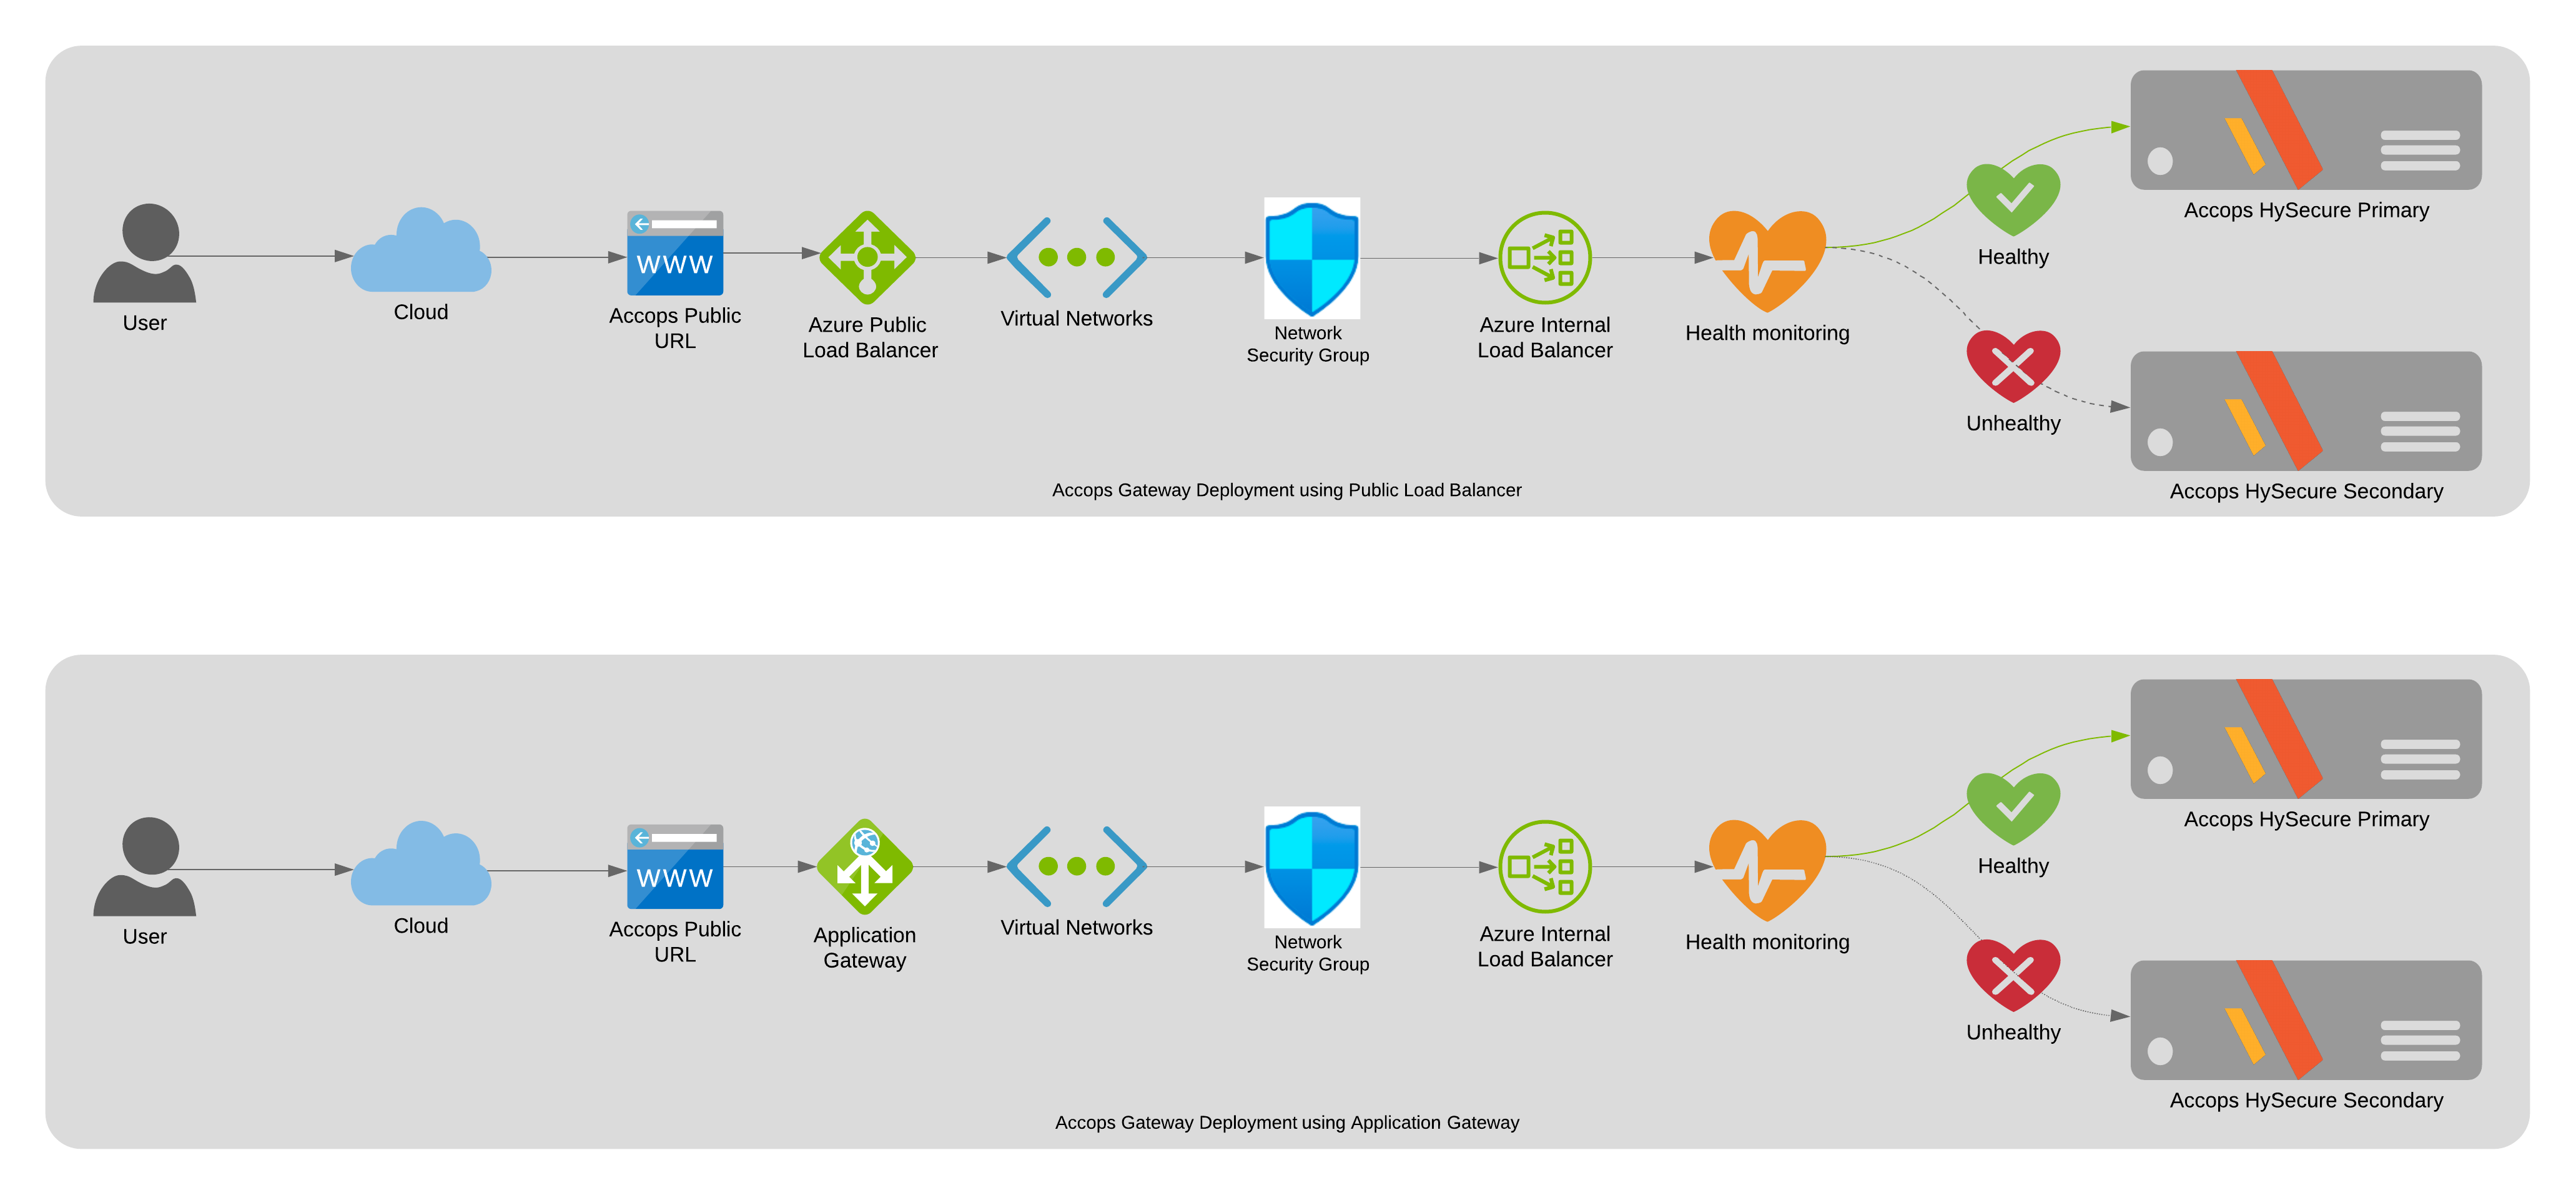 User
Cloud
WWW
Accops Public
URL
Azure Public
Load Balancer
Virtual Networks
Network
Security Group
Azure Internal
Load Balancer
Health monitoring
Healthy
Unhealthy
Accops HySecure Primary
Accops HySecure Secondary
Accops Gateway Deployment using Public Load Balancer
User
Cloud
WWW
Accops Public
URL
Application
Gateway
Virtual Networks
Network
Security Group
Azure Internal
Load Balancer
Health monitoring
Healthy
Unhealthy
Accops HySecure Primary
Accops HySecure Secondary
Accops Gateway Deployment using Application Gateway